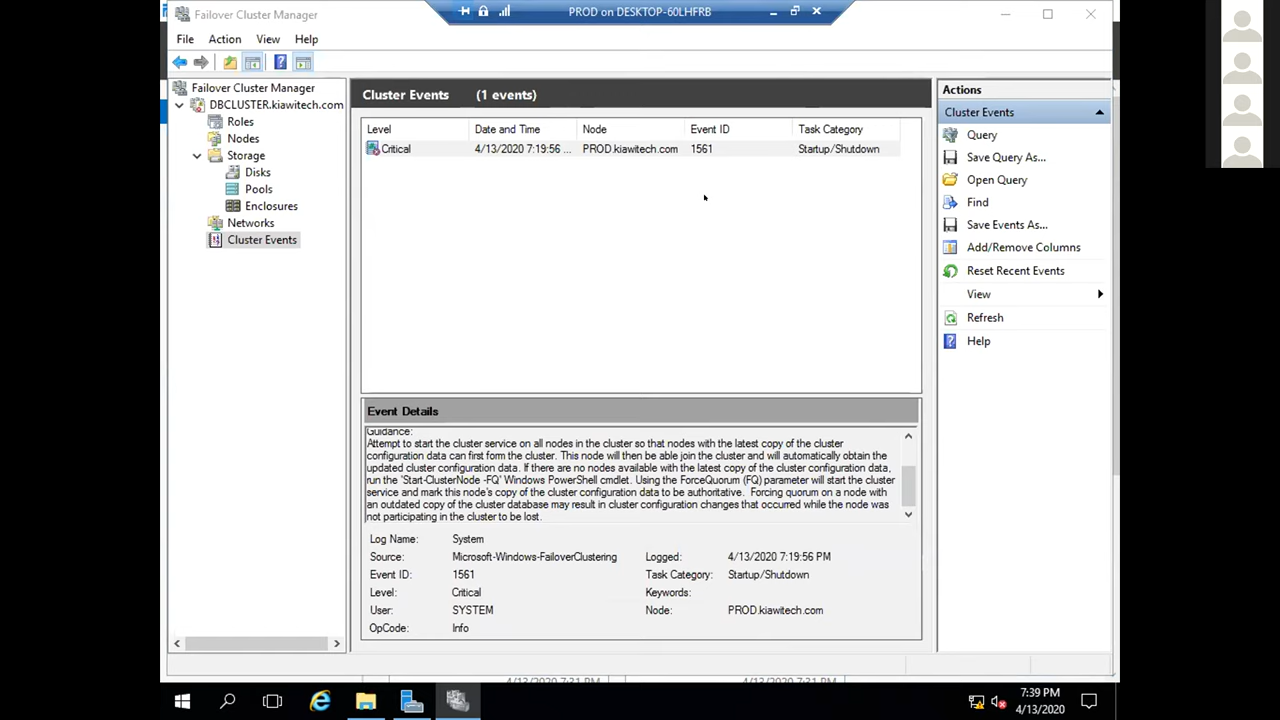 Failover Cluster Manager
PROD on DESKTOP-60LHFRB
File Action View Help
Failover Cluster Manager
DBCLUSTER.kiawitech.com
Roles
Nodes
Storage
Disks
Pools
Enclosures
Networks
Cluster Events
Cluster Events (1 events)
Level Date and Time Node Event ID Task Category
Critical 4/13/2020 7:19:56 ... PROD.kiawitech.com 1561 Startup/Shutdown
Event Details
Guidance:
Attempt to start the cluster service on all nodes in the cluster so that nodes with the latest copy of the cluster
configuration data can first form the cluster. This node will then be able join the cluster and will automatically obtain the
updated cluster configuration data. If there are no nodes available with the latest copy of the cluster configuration data,
run the 'Start-ClusterNode -FQ' Windows PowerShell cmdlet. Using the ForceQuorum (FQ) parameter will start the cluster
service and mark this node's copy of the cluster configuration data to be authoritative. Forcing quorum on a node with
an outdated copy of the cluster database may result in cluster configuration changes that occurred while the node was
not participating in the cluster to be lost.
Log Name: System
Source: Microsoft-Windows-FailoverClustering Logged: 4/13/2020 7:19:56 PM
Event ID: 1561 Task Category: Startup/Shutdown
Level: Critical Keywords:
User: SYSTEM Node: PROD.kiawitech.com
OpCode: Info
Actions
Cluster Events
Query
Save Query As...
Open Query
Find
Save Events As...
Add/Remove Columns
Reset Recent Events
View
Refresh
Help
4/13/2020 7:31 PM 4/13/2020 7:31 PM
7:39 PM
4/13/2020